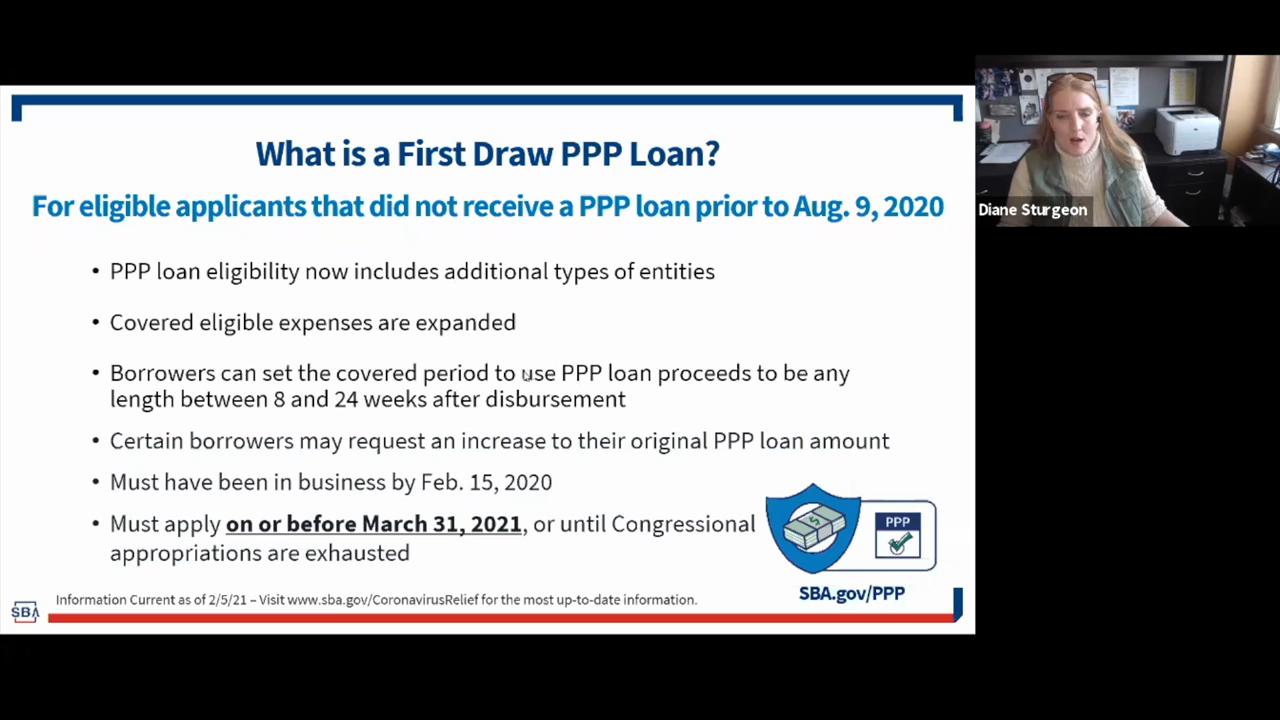 What is a First Draw PPP Loan?
For eligible applicants that did not receive a PPP loan prior to Aug. 9, 2020
• PPP loan eligibility now includes additional types of entities
• Covered eligible expenses are expanded
• Borrowers can set the covered period to use PPP loan proceeds to be any
length between 8 and 24 weeks after disbursement
• Certain borrowers may request an increase to their original PPP loan amount
• Must have been in business by Feb. 15, 2020
• Must apply on or before March 31, 2021, or until Congressional
appropriations are exhausted
$
PPP
SBA.gov/PPP
Information Current as of 2/5/21 – Visit www.sba.gov/CoronavirusRelief for the most up-to-date information.
SBA
Diane Sturgeon